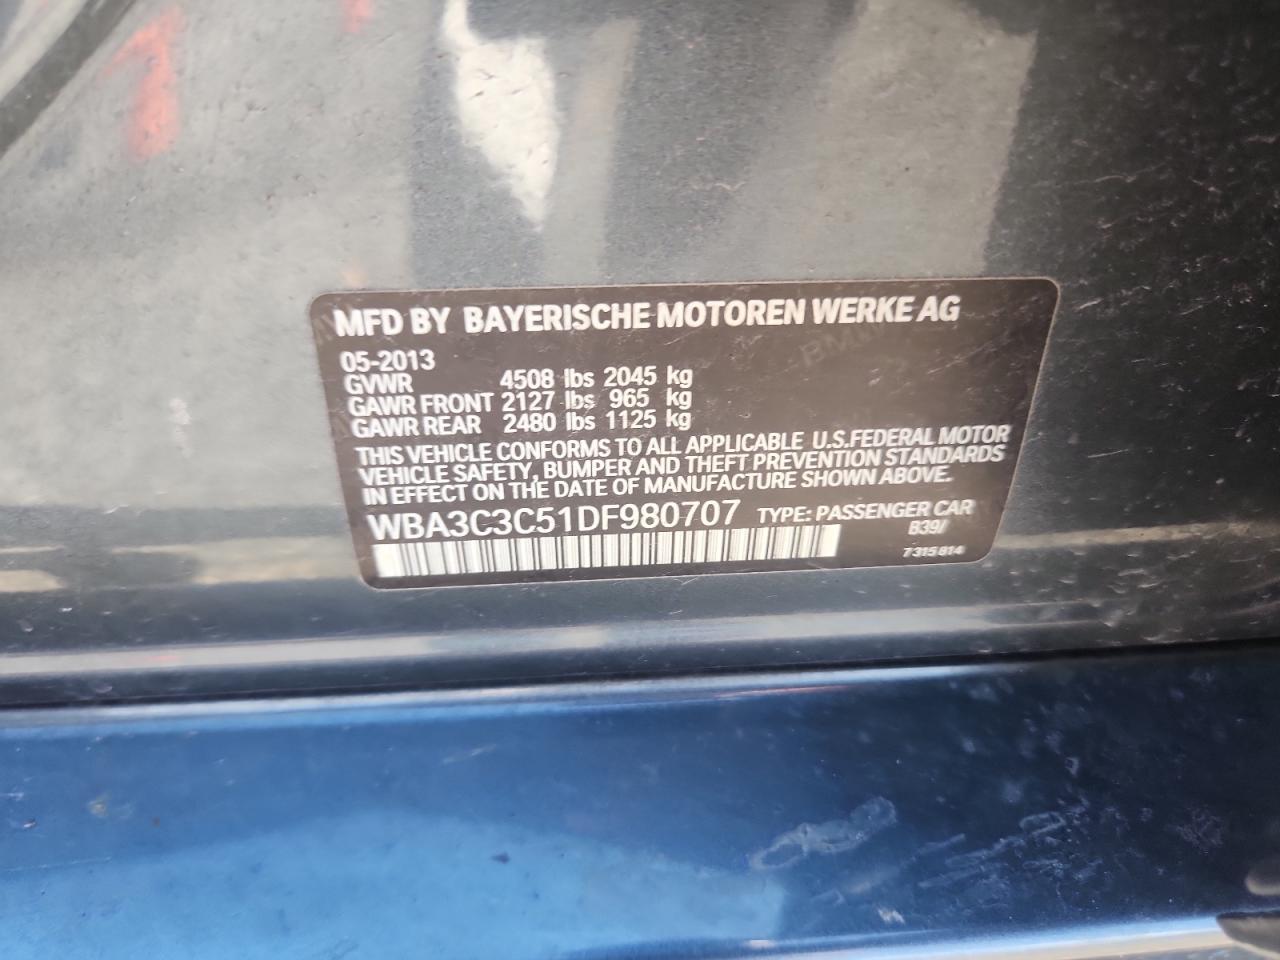 MFD BY BAYERISCHE MOTOREN WERKE AG
05-2013
GVWR 4508 lbs 2045 kg
GAWR FRONT 2127 lbs 965 kg
GAWR REAR 2480 lbs 1125 kg
THIS VEHICLE CONFORMS TO ALL APPLICABLE U.S.FEDERAL MOTOR
VEHICLE SAFETY, BUMPER AND THEFT PREVENTION STANDARDS
IN EFFECT ON THE DATE OF MANUFACTURE SHOWN ABOVE.
WBA3C3C51DF980707 TYPE: PASSENGER CAR
B39/
7315814